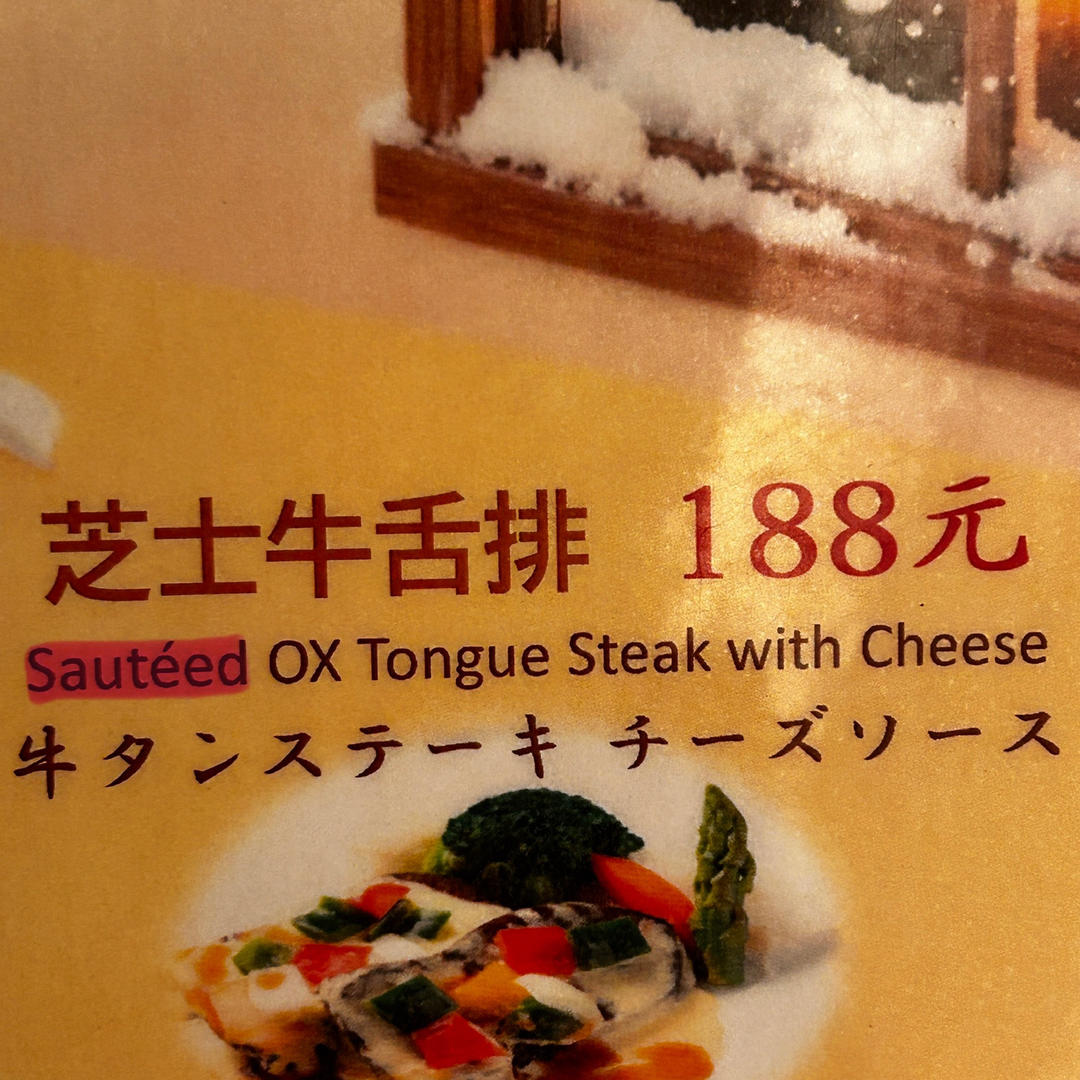 芝士牛舌排 188元
Sautéed OX Tongue Steak with Cheese
牛タンステーキ チーズソース